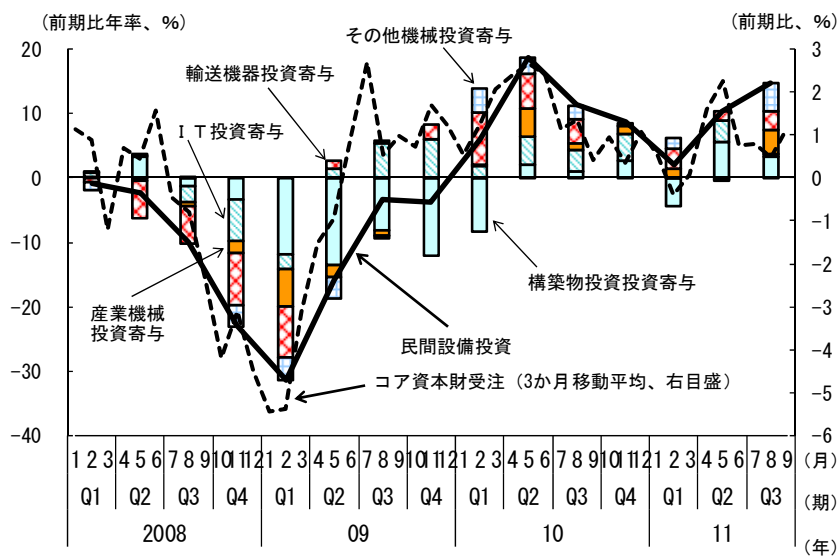 (前期比年率、%)
(前期比、%)
その他機械投資寄与
輸送機器投資寄与
IT投資寄与
産業機械
投資寄与
構築物投資投資寄与
民間設備投資
コア資本財受注（3か月移動平均、右目盛）
20
10
0
-10
-20
-30
-40
3
2
1
0
-1
-2
-3
-4
-5
-6
1 2 3 4 5 6 7 8 9 10 11 12 1 2 3 4 5 6 7 8 9 10 11 12 1 2 3 4 5 6 7 8 9 10 11 12 1 2 3 4 5 6 7 8 9 (月)
Q1 Q2 Q3 Q4 Q1 Q2 Q3 Q4 Q1 Q2 Q3 Q4 Q1 Q2 Q3 (期)
2008 09 10 11 (年)